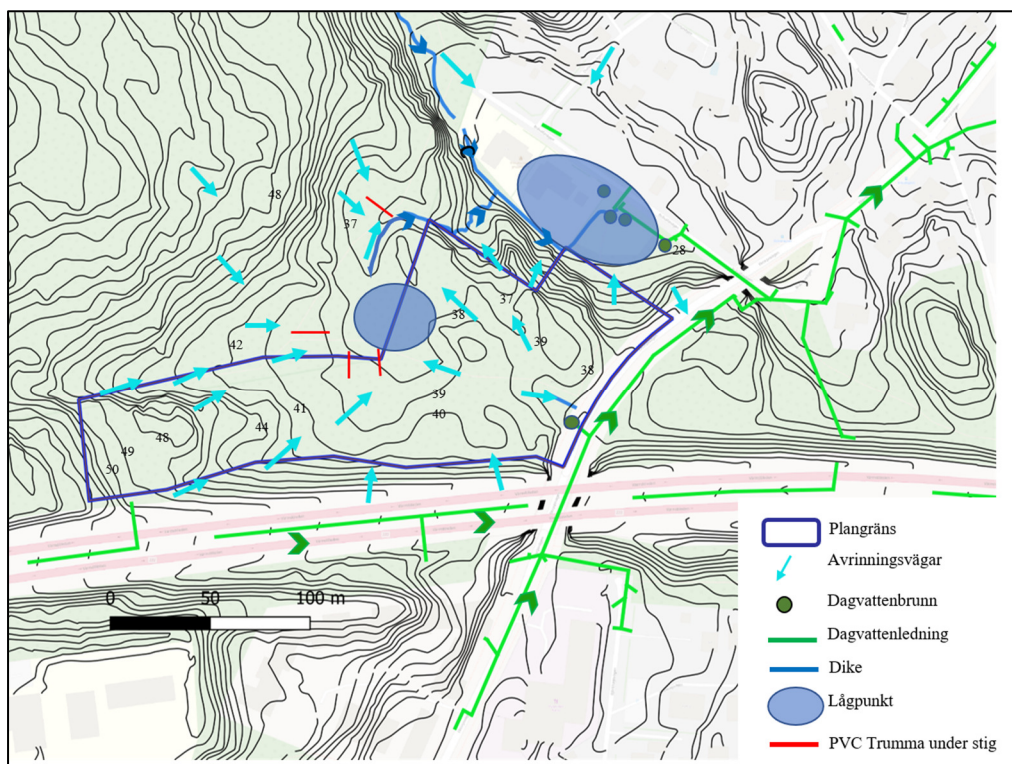 28
48
37
37
38
39
42
38
39
41
40
44
48
49
50
0 50 100 m
Plangräns
Avrinningsvägar
Dagvattenbrunn
Dagvattenledning
Dike
Lågpunkt
PVC Trumma under stig